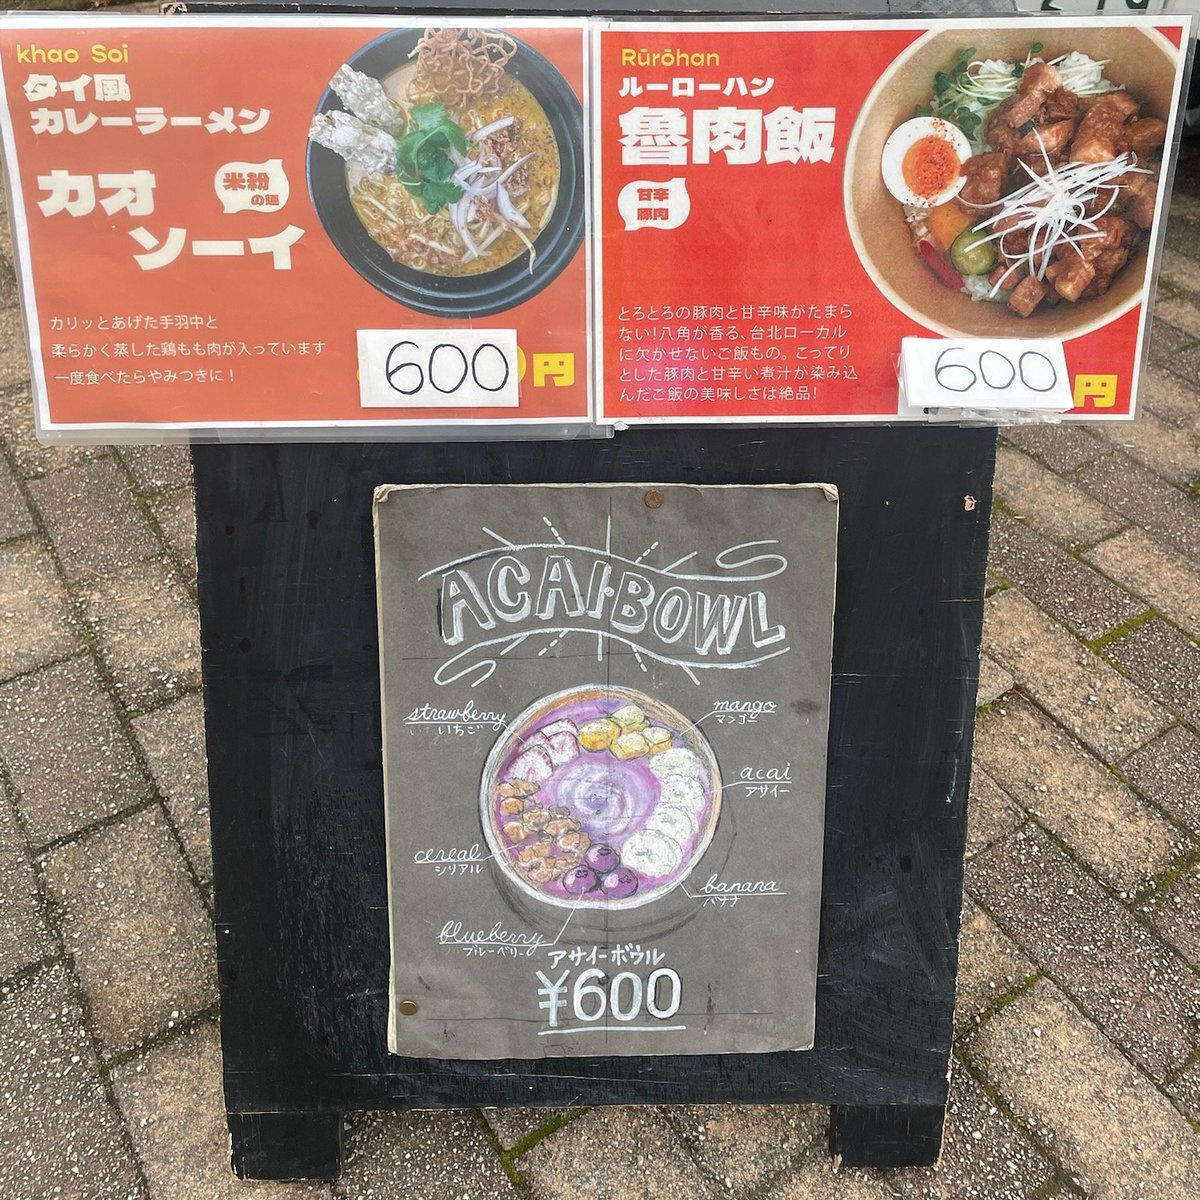 khao Soi
タイ風
カレーラーメン
カオ
ソーイ
米粉
の麺
カリッとあげた手羽中と
柔らかく蒸した鶏もも肉が入っています
一度食べたらやみつきに！
600円
Rūrōhan
ルーローハン
魯肉飯
甘辛
豚肉
とろとろの豚肉と甘辛味がたまら
ない！八角が香る、台北ローカル
に欠かせないご飯もの。こってり
とした豚肉と甘辛い煮汁が染み込
んだご飯の美味しさは絶品！
600円
ACAI·BOWL
strawberry
いちご
mango
マンゴー
acai
アサイー
cereal
シリアル
banana
バナナ
blueberry
ブルーベリー
アサイーボウル
¥600